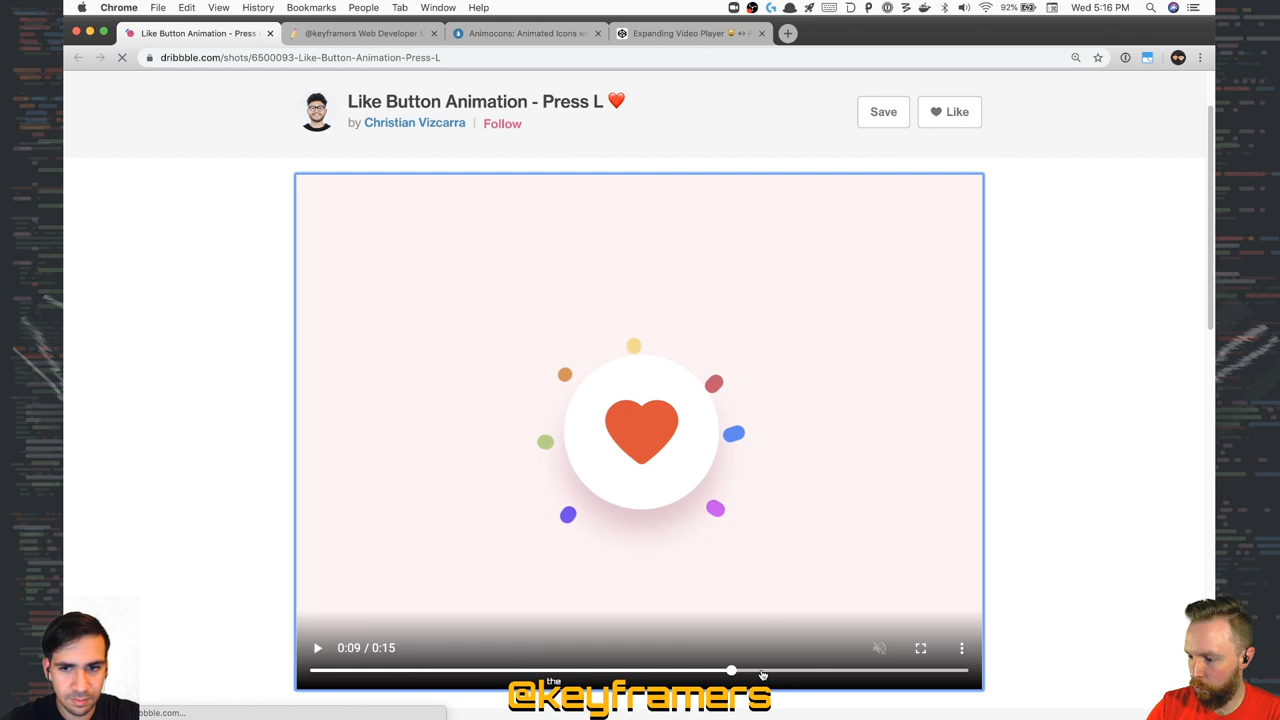 Chrome File Edit View History Bookmarks People Tab Window Help 92% Wed 5:16 PM
Like Button Animation - Press L @keyframers Web Developer Animocons: Animated Icons Expanding Video Player
dribbble.com/shots/6500093-Like-Button-Animation-Press-L
Like Button Animation - Press L ❤️
by Christian Vizcarra | Follow
Save
Like
0:09 / 0:15
the
@keyframers
bbble.com...